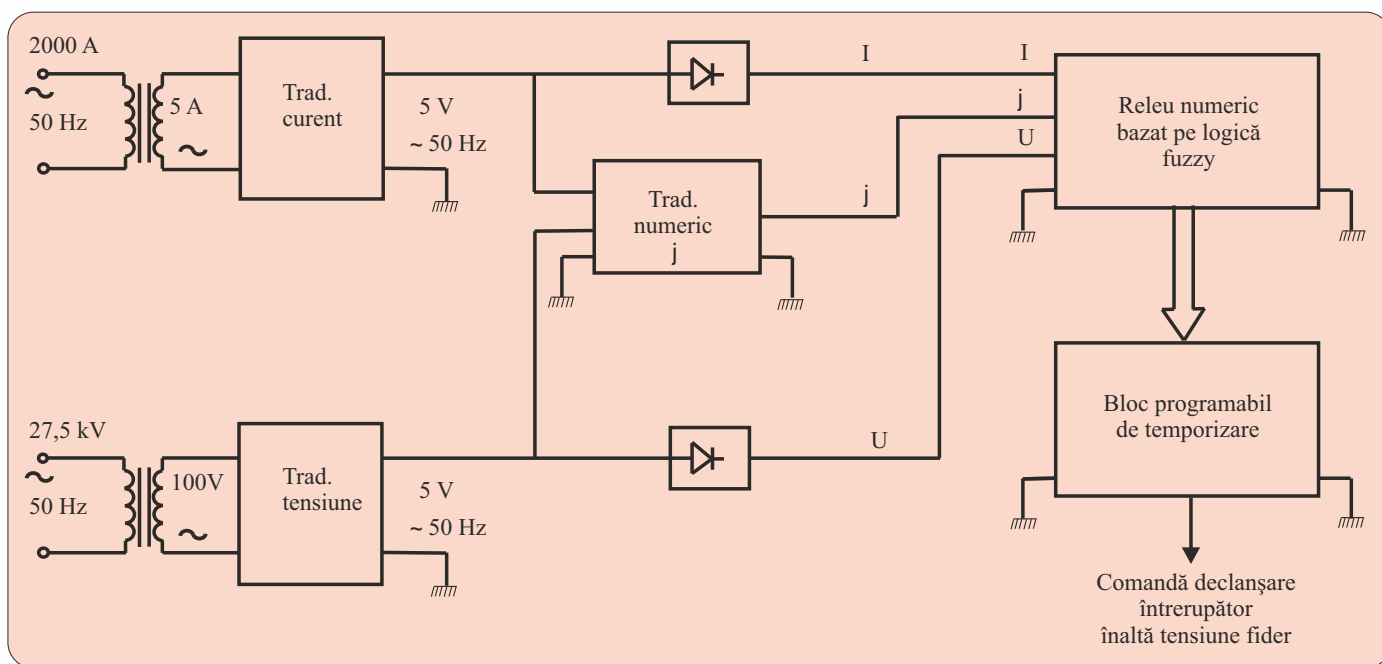 2000 A
50 Hz
5 A
Trad.
curent
5 V
~ 50 Hz
I
I
j
U
Releu numeric
bazat pe logică
fuzzy
Trad.
numeric
j
j
27,5 kV
50 Hz
100V
Trad.
tensiune
5 V
~ 50 Hz
U
Bloc programabil
de temporizare
Comandă declanşare
întrerupător
înaltă tensiune fider